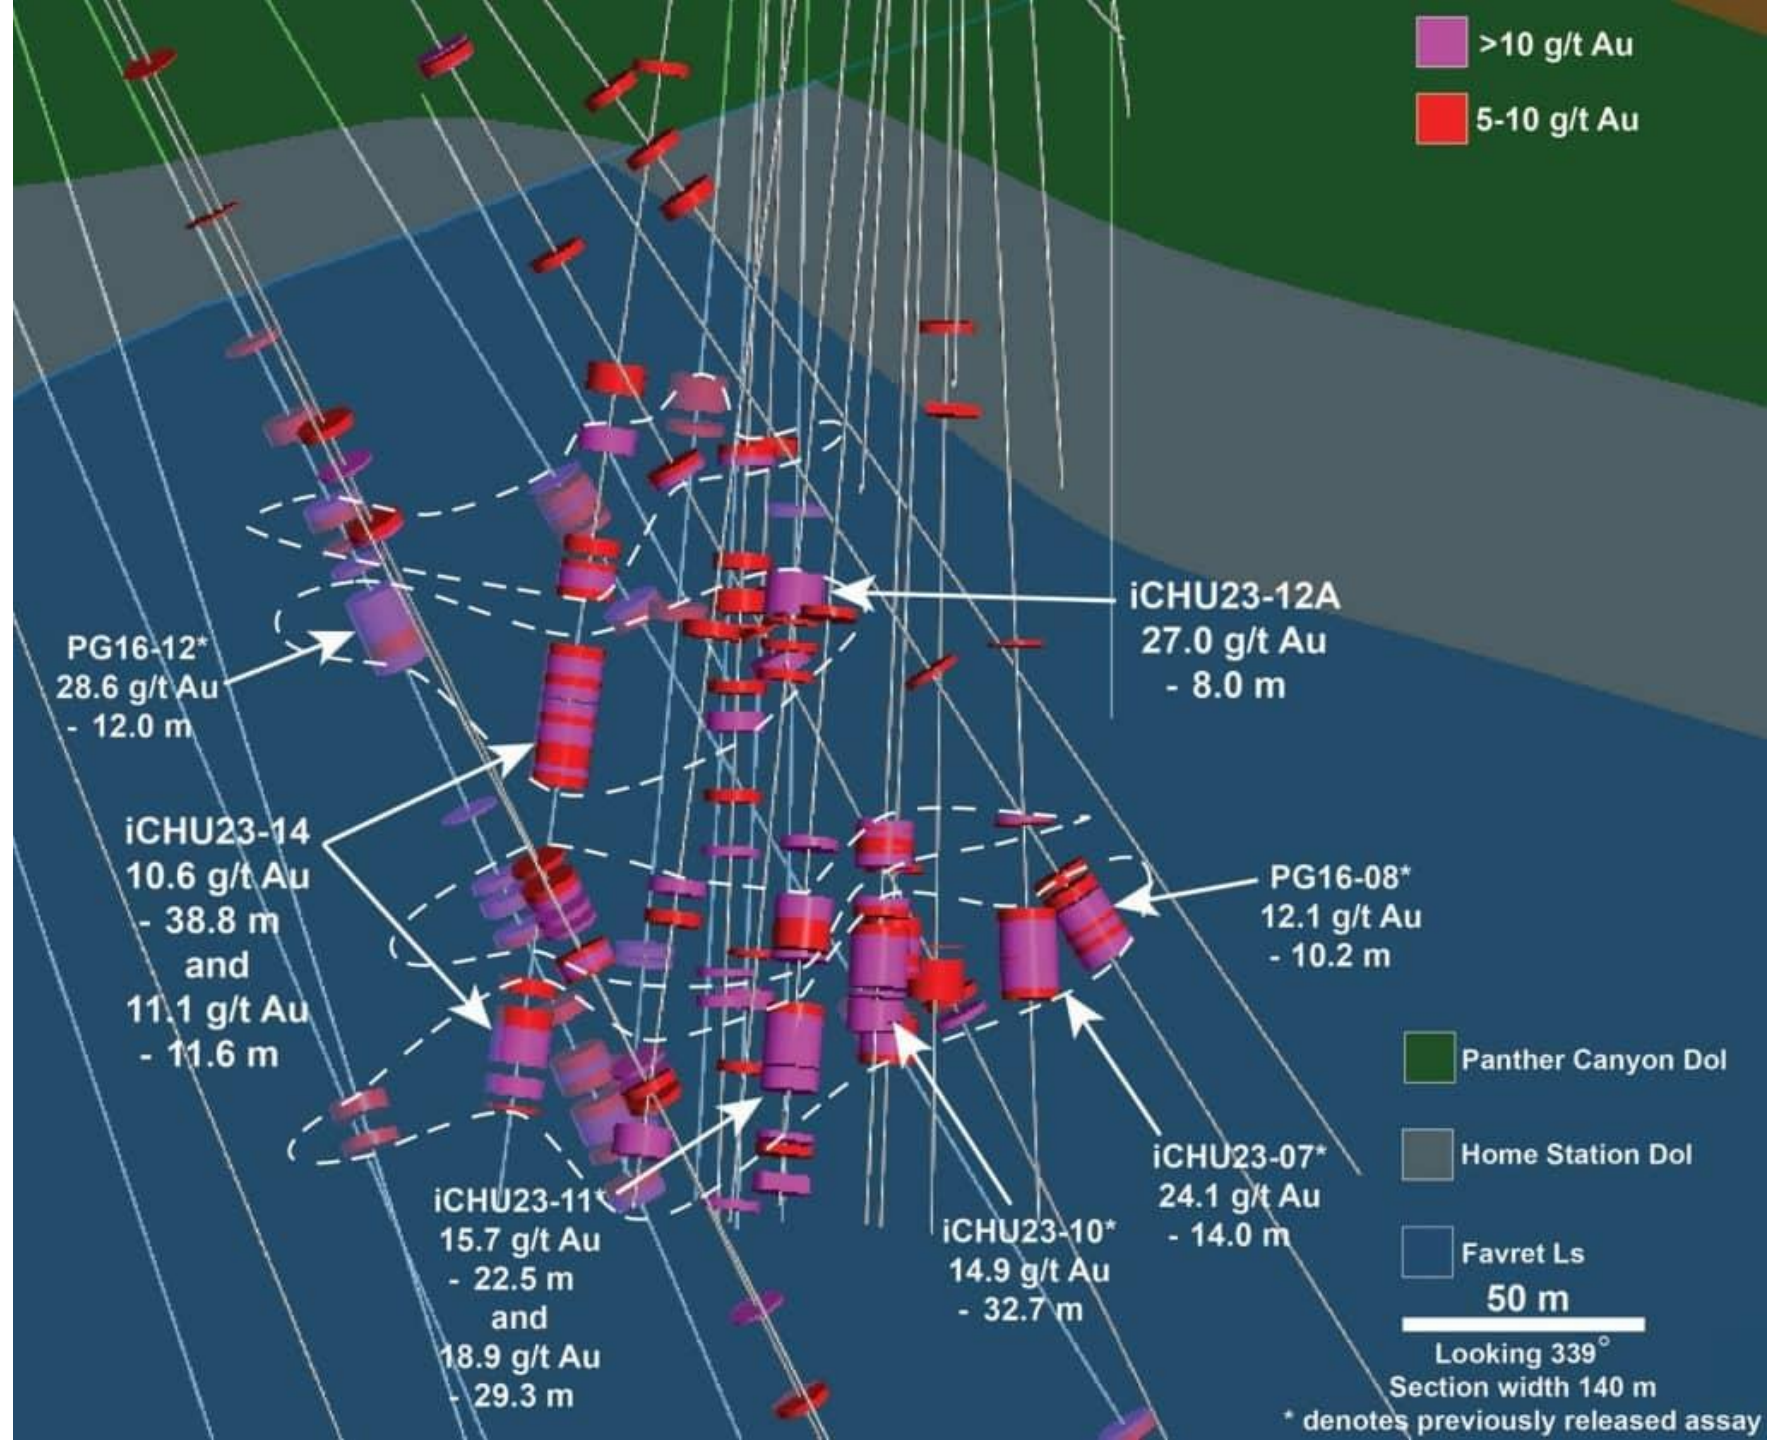 >10 g/t Au
5-10 g/t Au
iCHU23-12A
27.0 g/t Au
- 8.0 m
PG16-12*
28.6 g/t Au
- 12.0 m
iCHU23-14
10.6 g/t Au
- 38.8 m
and
11.1 g/t Au
- 11.6 m
PG16-08*
12.1 g/t Au
- 10.2 m
iCHU23-07*
24.1 g/t Au
- 14.0 m
iCHU23-10*
14.9 g/t Au
- 32.7 m
iCHU23-11*
15.7 g/t Au
- 22.5 m
and
18.9 g/t Au
- 29.3 m
Panther Canyon Dol
Home Station Dol
Favret Ls
50 m
Looking 339°
Section width 140 m
* denotes previously released assay